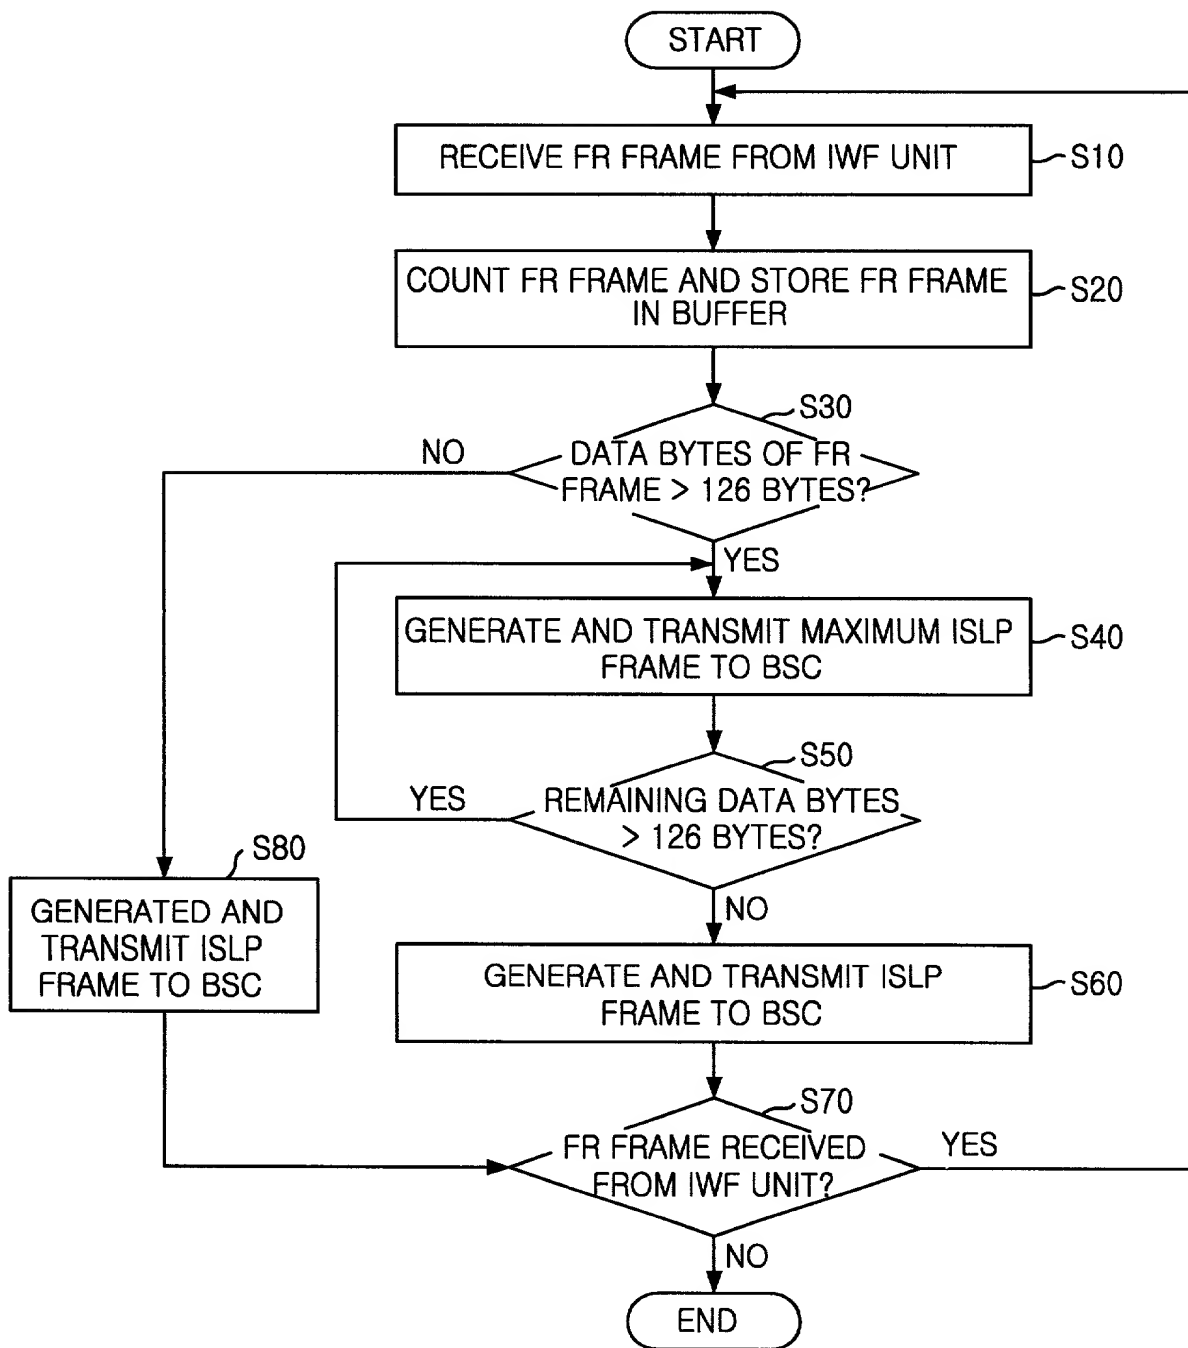 START
RECEIVE FR FRAME FROM IWF UNIT
S10
COUNT FR FRAME AND STORE FR FRAME
IN BUFFER
S20
S30
NO
DATA BYTES OF FR
FRAME > 126 BYTES?
YES
GENERATE AND TRANSMIT MAXIMUM ISLP
FRAME TO BSC
S40
S50
YES
REMAINING DATA BYTES
> 126 BYTES?
S80
GENERATED AND
TRANSMIT ISLP
FRAME TO BSC
NO
GENERATE AND TRANSMIT ISLP
FRAME TO BSC
S60
S70
FR FRAME RECEIVED
FROM IWF UNIT?
YES
NO
END